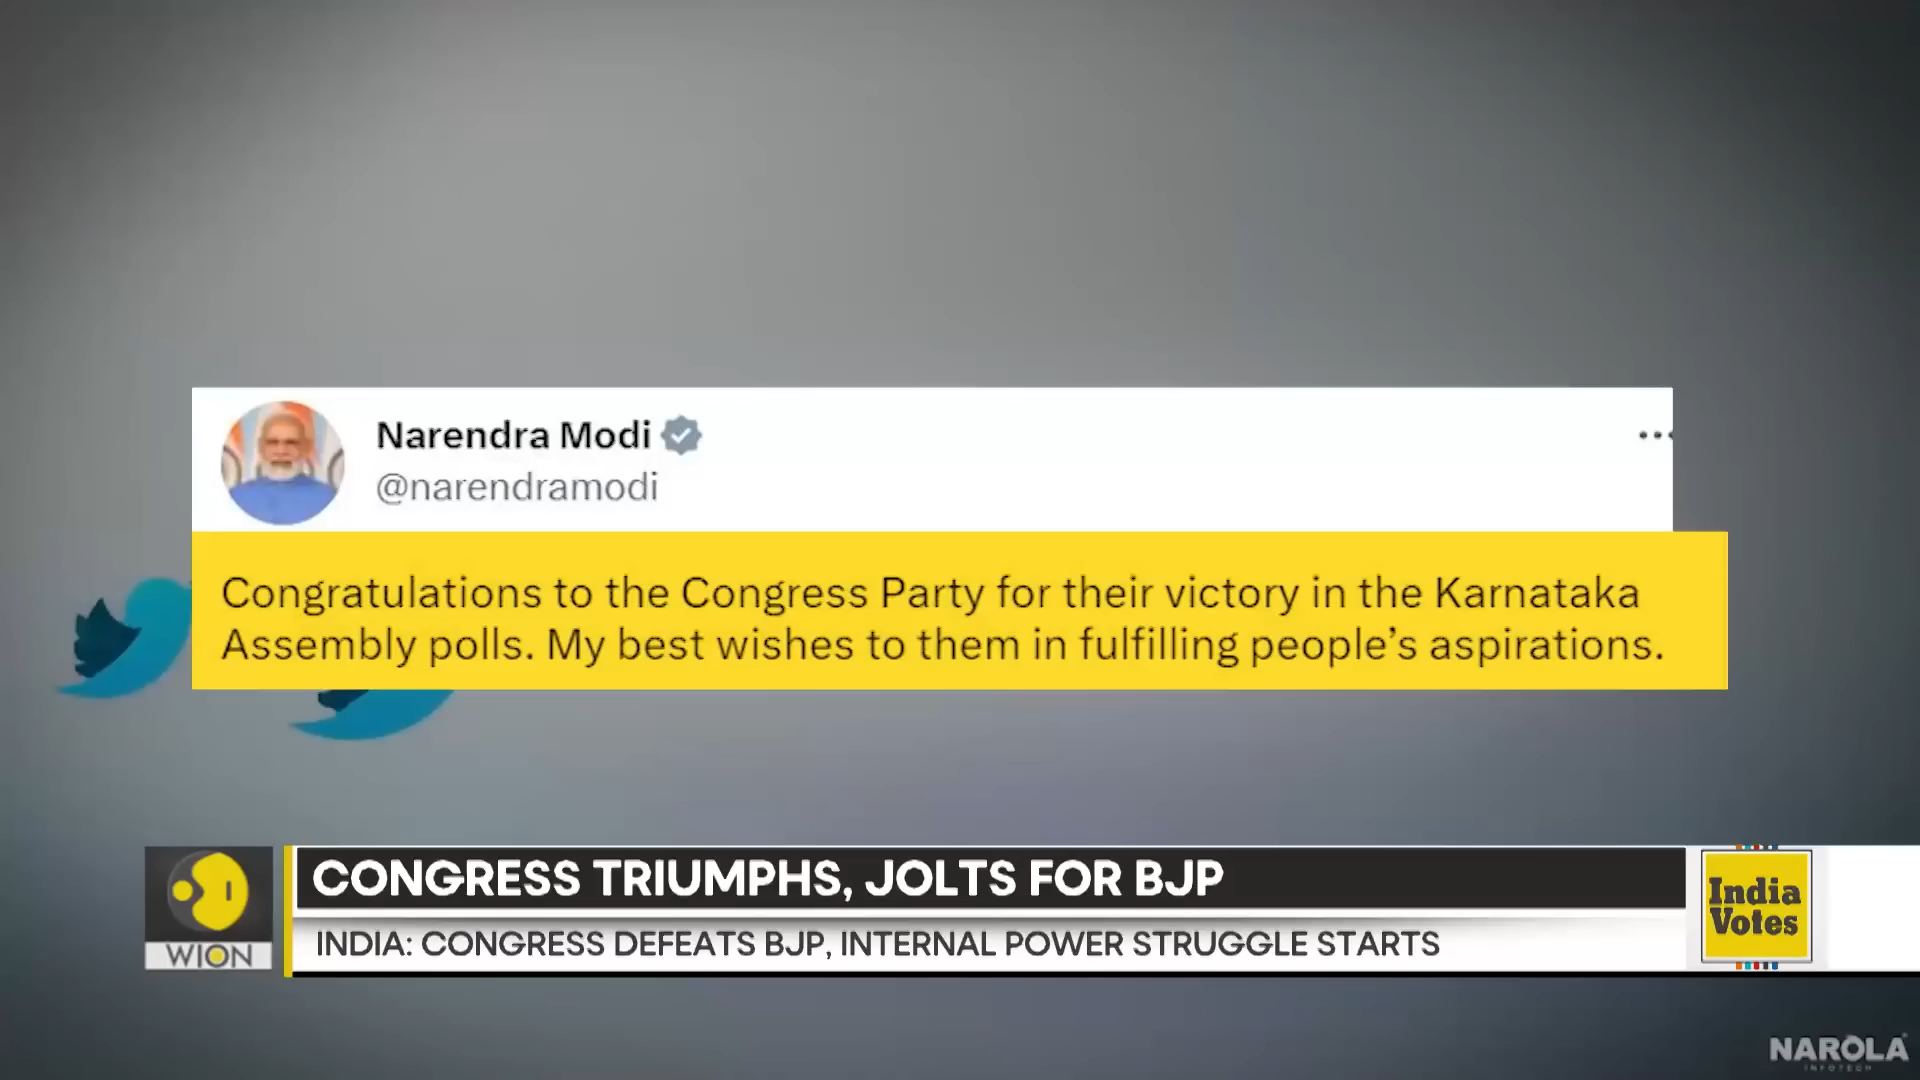 Narendra Modi
@narendramodi
Congratulations to the Congress Party for their victory in the Karnataka
Assembly polls. My best wishes to them in fulfilling people’s aspirations.
CONGRESS TRIUMPHS, JOLTS FOR BJP
INDIA: CONGRESS DEFEATS BJP, INTERNAL POWER STRUGGLE STARTS
WION
India
Votes
NAROLA
INFOTECH